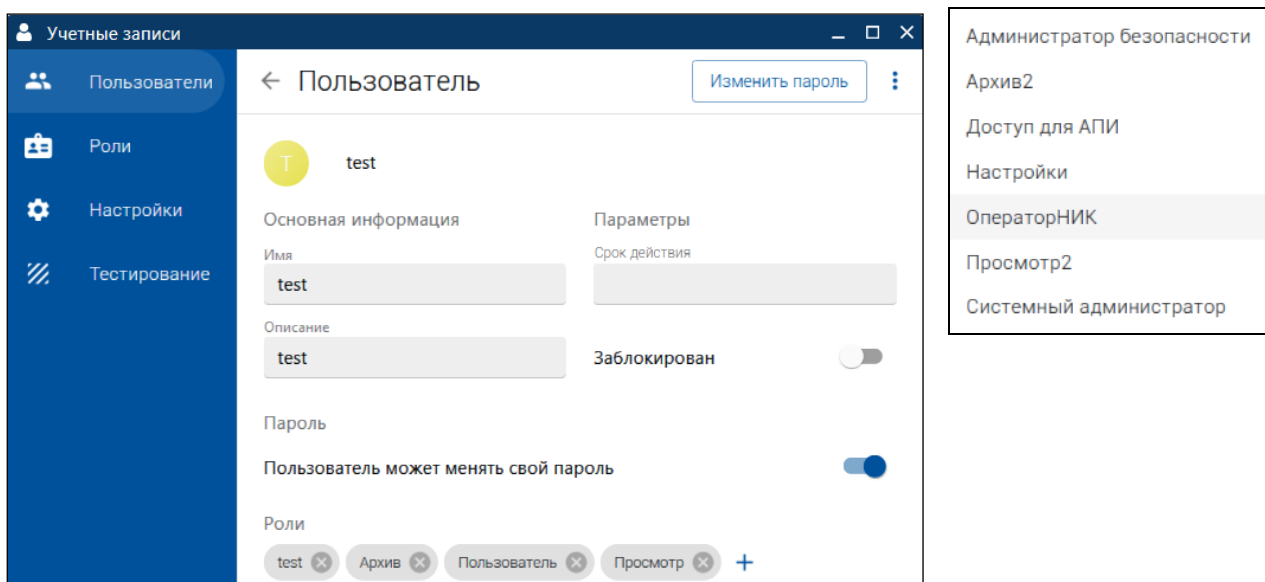 Учетные записи
Пользователи
Роли
Настройки
Тестирование
Пользователь
Изменить пароль
T
test
Основная информация
Параметры
Имя
test
Срок действия
Описание
test
Заблокирован
Пароль
Пользователь может менять свой пароль
Роли
test Архив Пользователь Просмотр
Администратор безопасности
Архив2
Доступ для АПИ
Настройки
ОператорНИК
Просмотр2
Системный администратор